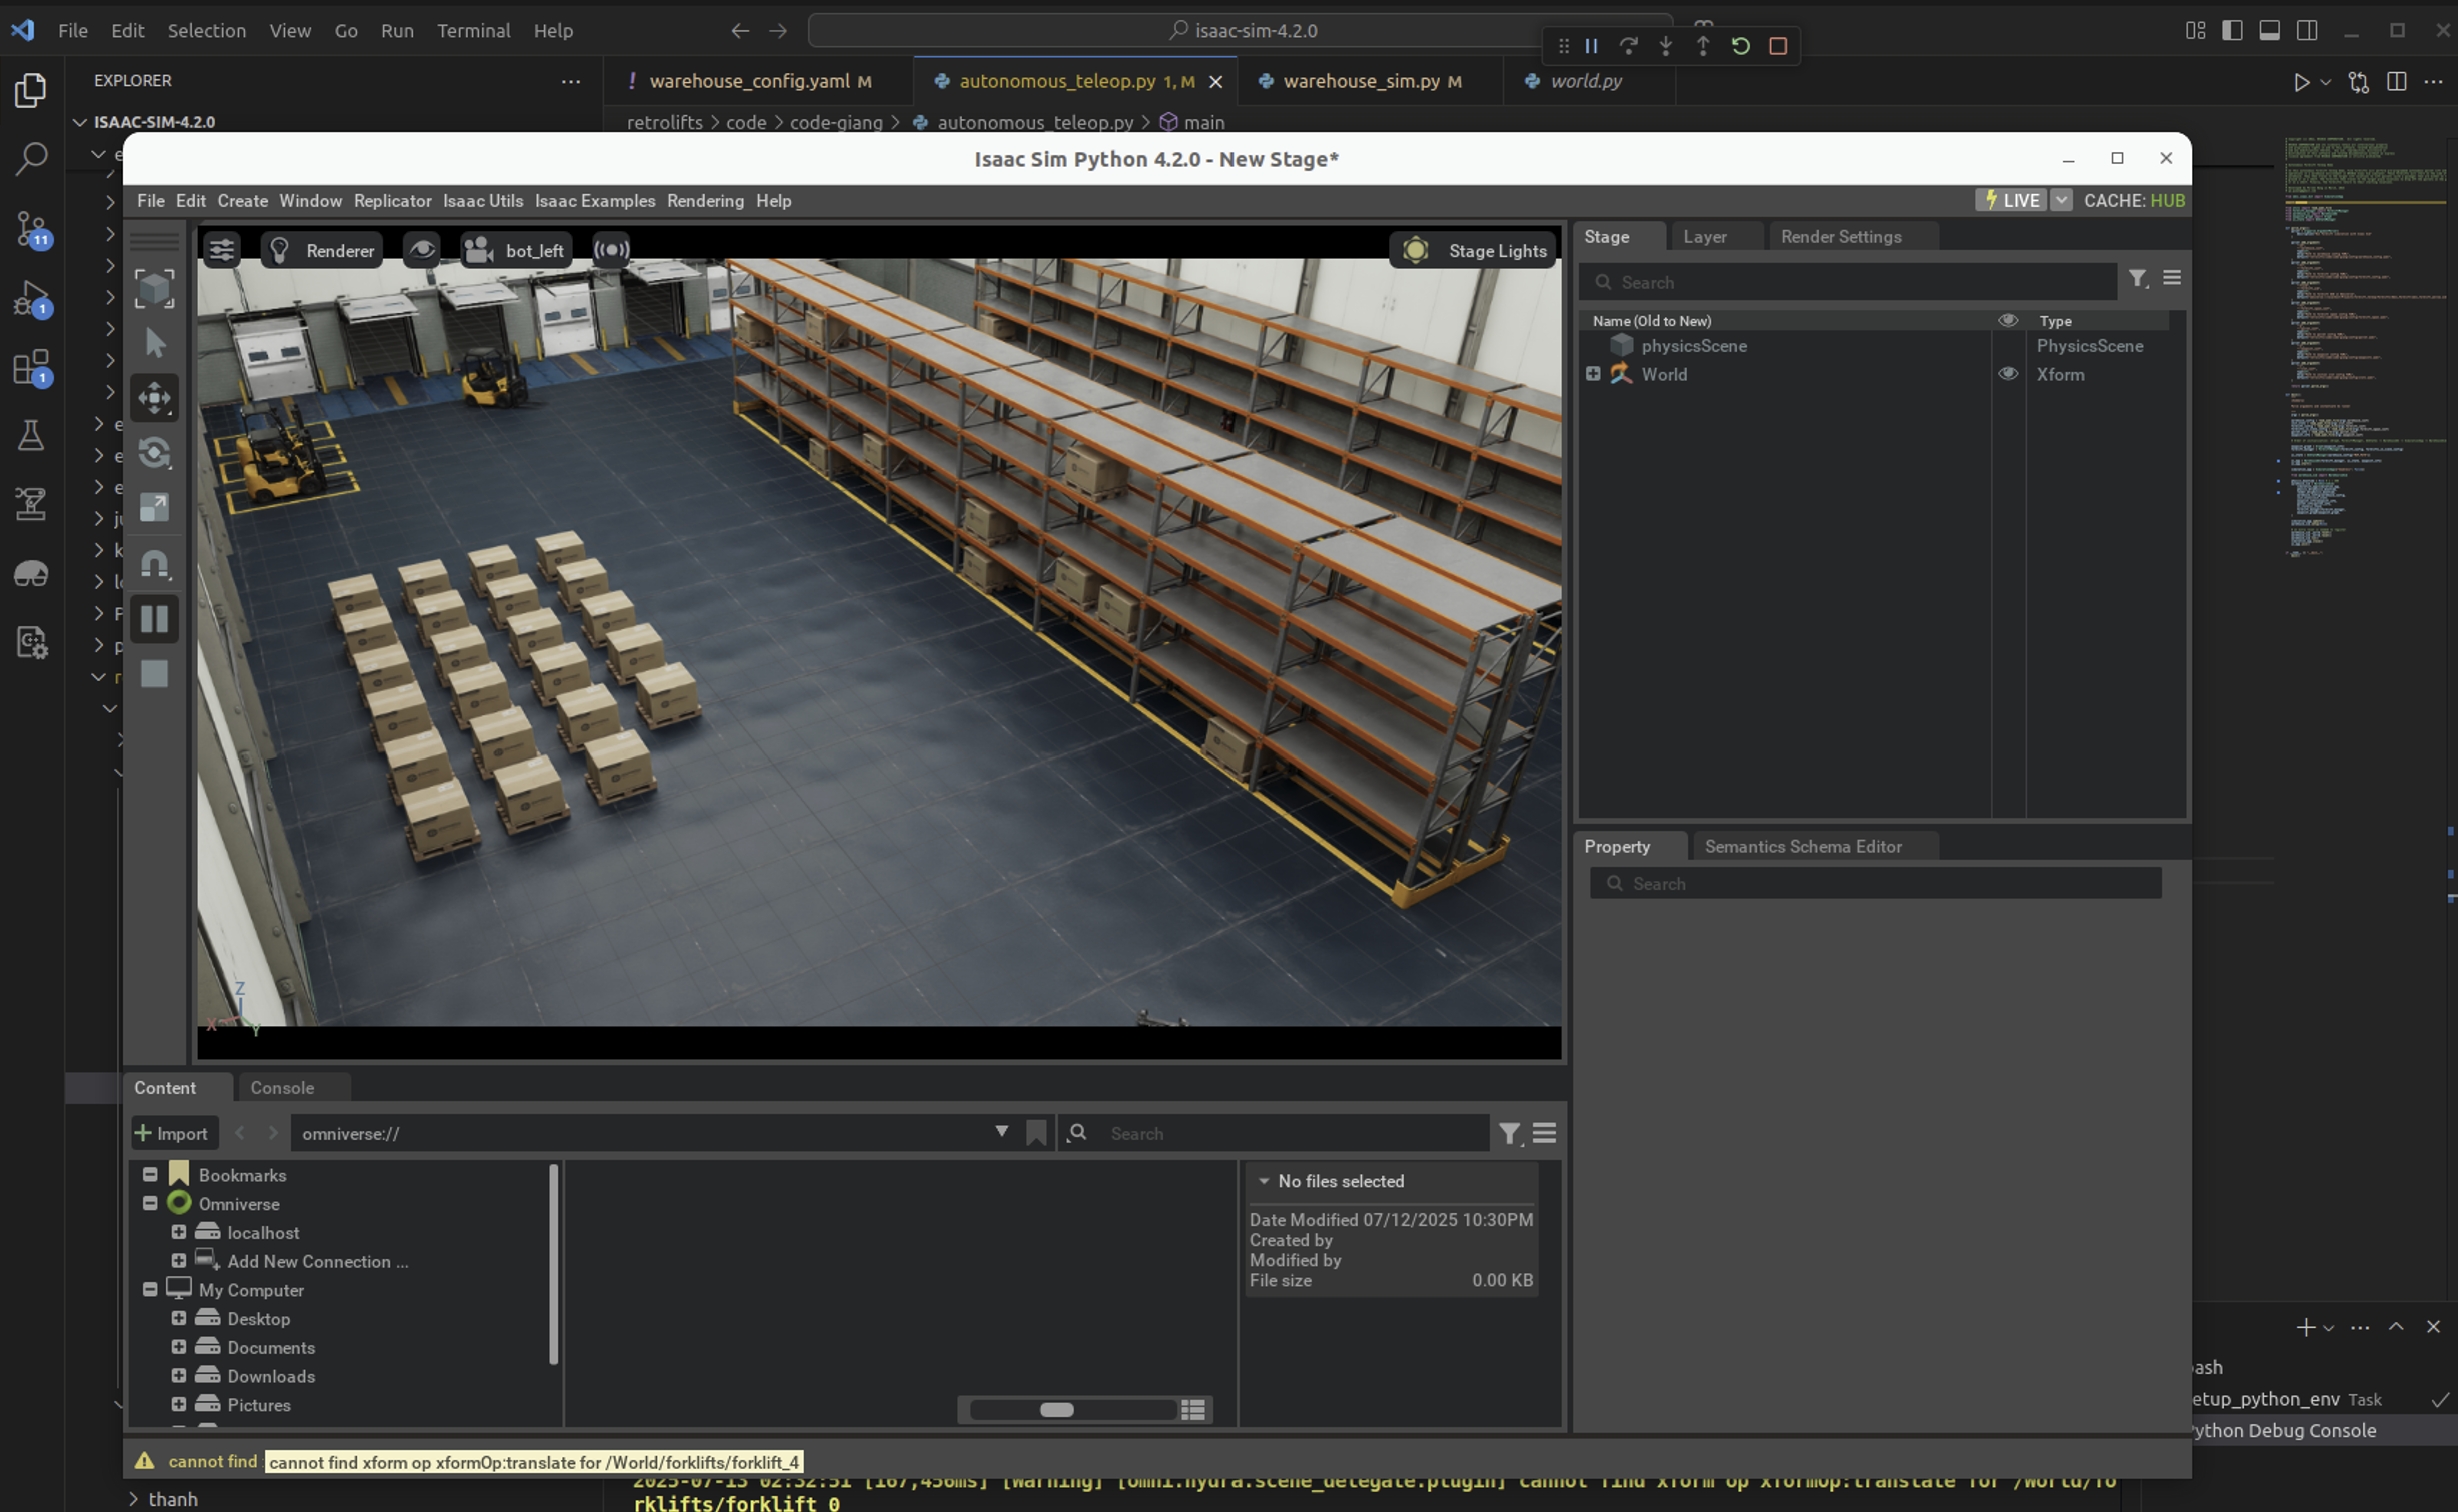 File Edit Selection View Go Run Terminal Help
isaac-sim-4.2.0
EXPLORER
warehouse_config.yaml M
autonomous_teleop.py 1, M
warehouse_sim.py M
world.py
ISAAC-SIM-4.2.0
retrolifts > code > code-giang > autonomous_teleop.py > main
Isaac Sim Python 4.2.0 - New Stage*
File Edit Create Window Replicator Isaac Utils Isaac Examples Rendering Help
LIVE
CACHE: HUB
Renderer
bot_left
Stage Lights
Stage
Layer
Render Settings
Search
Name (Old to New)
Type
physicsScene
PhysicsScene
World
Xform
11
1
1
Property
Semantics Schema Editor
Search
Z
X
Y
Content
Console
Import
omniverse://
Search
Bookmarks
Omniverse
localhost
Add New Connection ...
My Computer
Desktop
Documents
Downloads
Pictures
No files selected
Date Modified 07/12/2025 10:30PM
Created by
Modified by
File size 0.00 KB
ash
etup_python_env Task
ython Debug Console
cannot find
cannot find xform op xformOp:translate for /World/forklifts/forklift_4
2025-07-13 02:32:51 [167,456ms] [Warning] [omni.hydra.scene_delegate.plugin] cannot find xform op xformOp:translate for /World/fo
rklifts/forklift_0
thanh